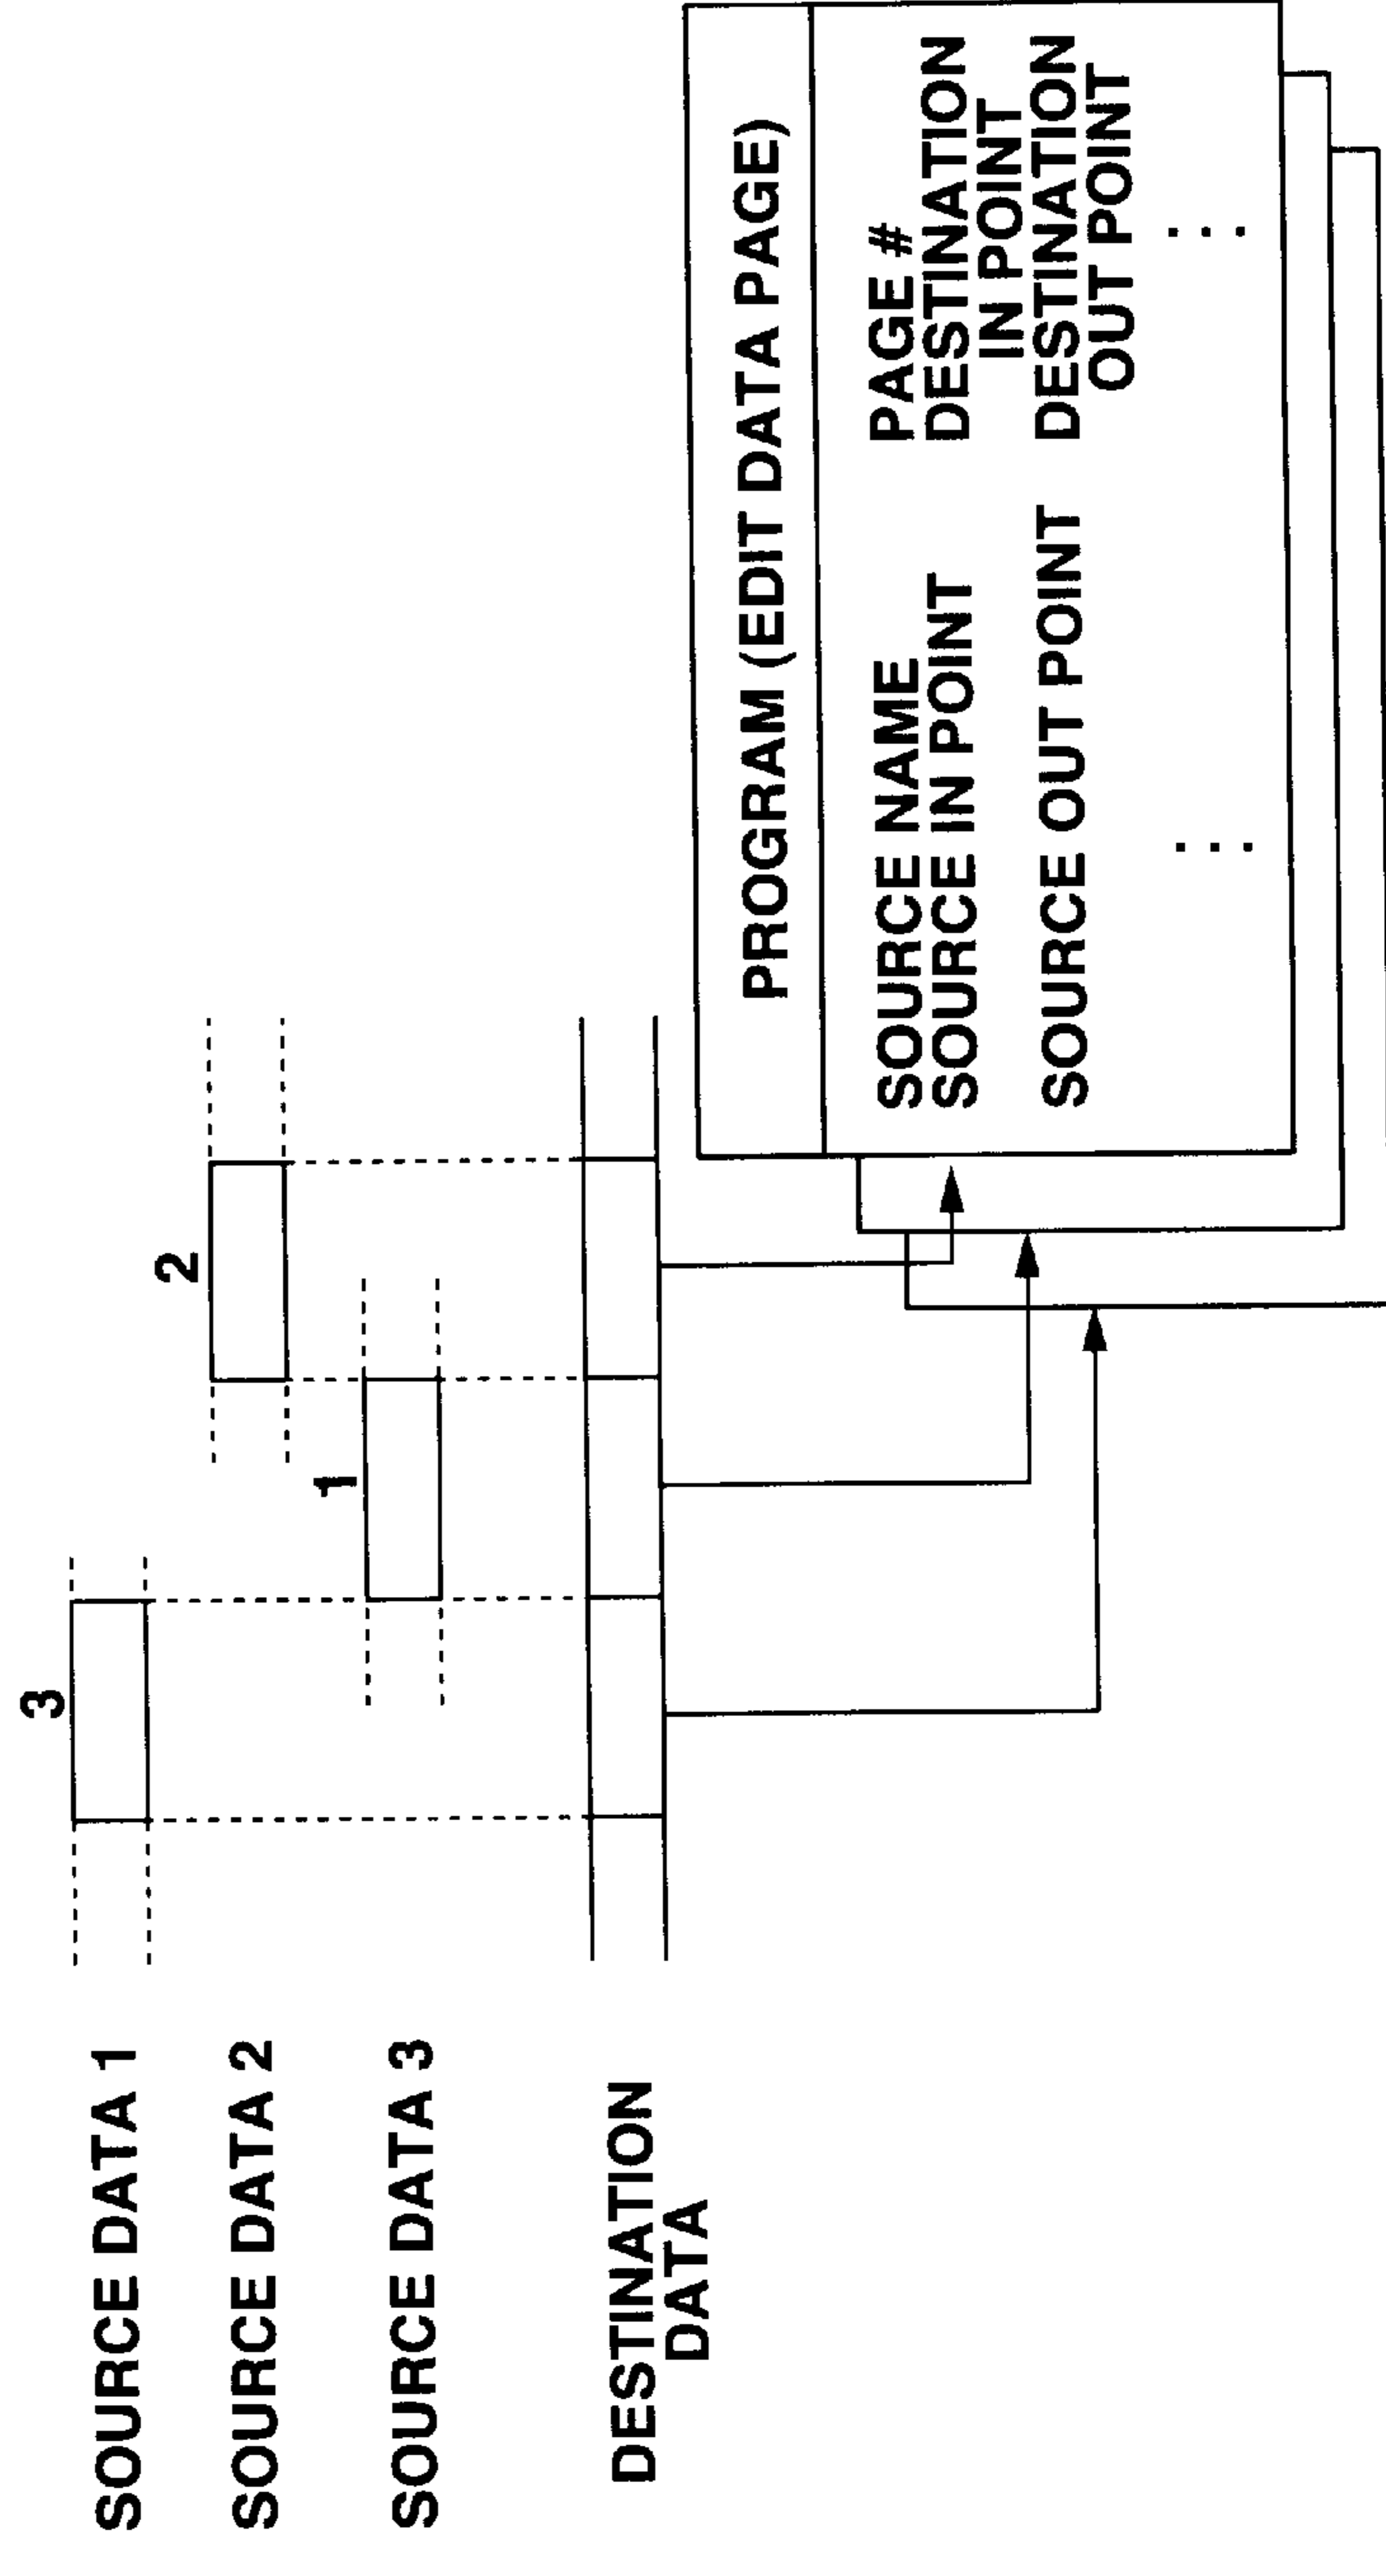 SOURCE DATA 1
3
SOURCE DATA 2
2
SOURCE DATA 3
1
DESTINATION
DATA
PROGRAM (EDIT DATA PAGE)
SOURCE NAME PAGE #
SOURCE IN POINT DESTINATION
IN POINT
SOURCE OUT POINT DESTINATION
OUT POINT